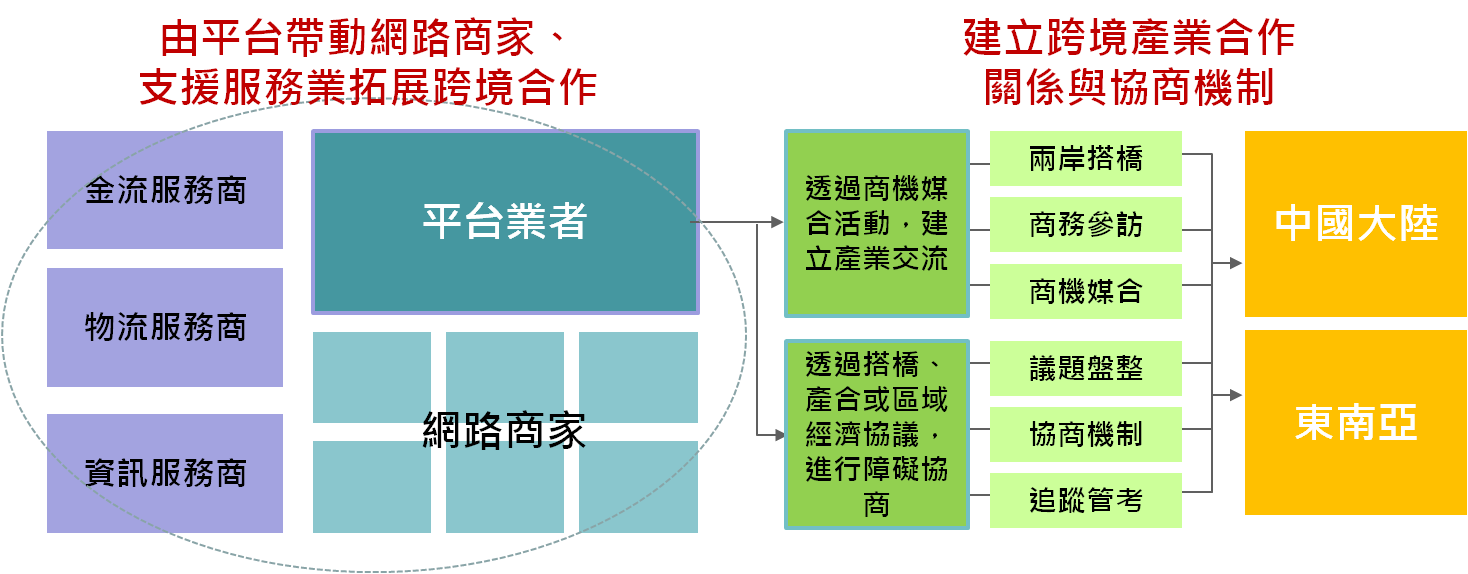 由平台帶動網路商家、
支援服務業拓展跨境合作
建立跨境產業合作
關係與協商機制
金流服務商
物流服務商
資訊服務商
平台業者
網路商家
透過商機媒
合活動，建
立產業交流
透過搭橋、
產合或區域
經濟協議，
進行障礙協
商
兩岸搭橋
商務參訪
商機媒合
議題盤整
協商機制
追蹤管考
中國大陸
東南亞